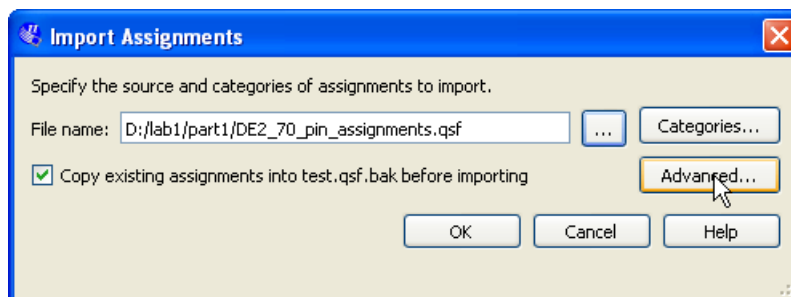 Import Assignments
Specify the source and categories of assignments to import.
File name: D:/lab1/part1/DE2_70_pin_assignments.qsf ... Categories...
Copy existing assignments into test.qsf.bak before importing Advanced...
OK Cancel Help